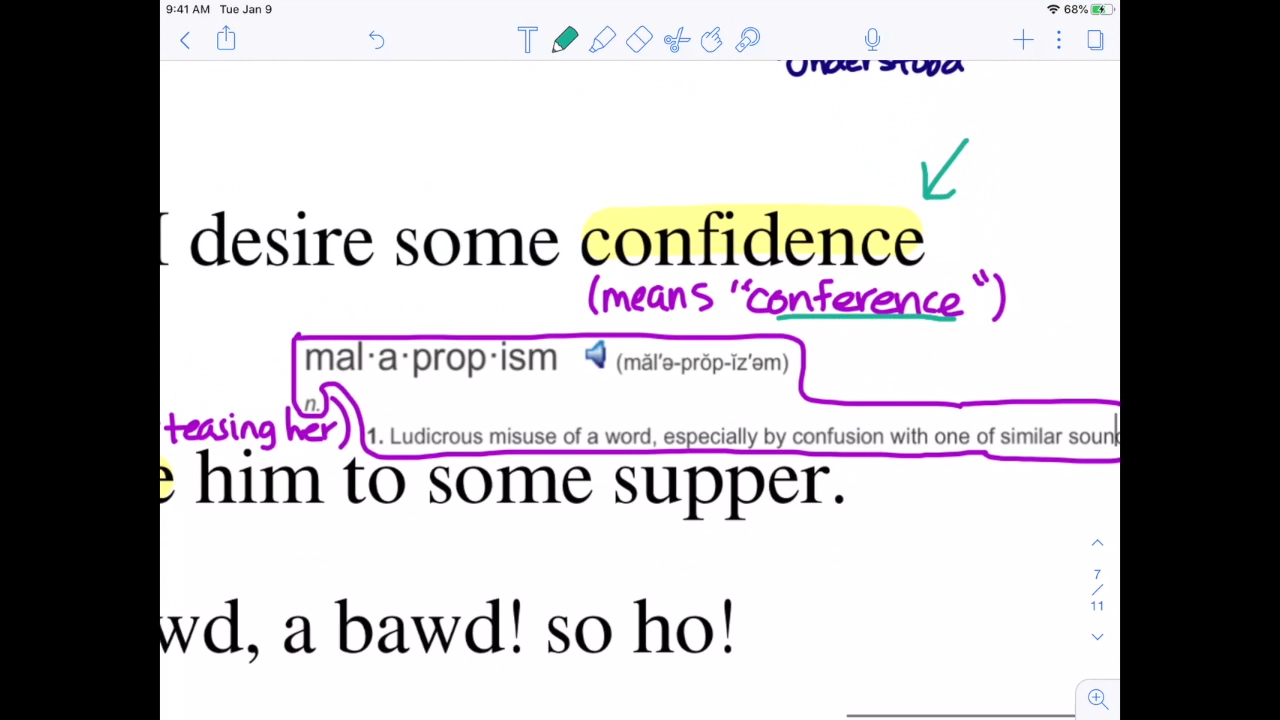 9:41 AM Tue Jan 9
68%
understood
I desire some confidence
(means "conference")
mal·a·prop·ism (măl′ə-prŏp-ĭz′əm)
n.
teasing her)
1. Ludicrous misuse of a word, especially by confusion with one of similar soun
e him to some supper.
wd, a bawd! so ho!
7
/
11